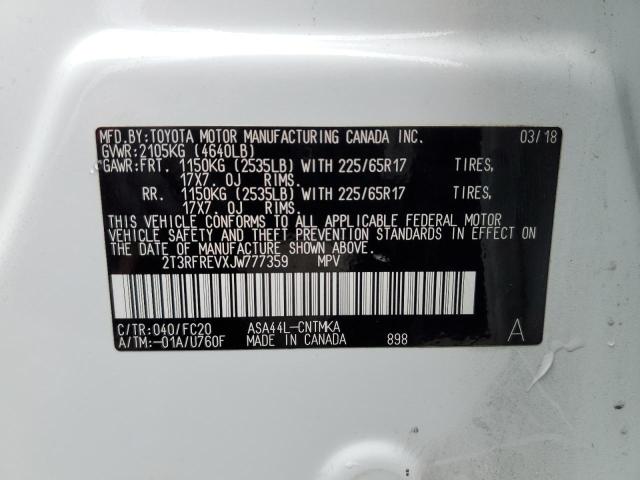 MFD.BY:TOYOTA MOTOR MANUFACTURING CANADA INC. 03/18
GVWR:2105KG (4640LB)
GAWR:FRT. 1150KG (2535LB) WITH 225/65R17 TIRES,
17X7. 0J RIMS.
RR. 1150KG (2535LB) WITH 225/65R17 TIRES,
17X7. 0J RIMS.
THIS VEHICLE CONFORMS TO ALL APPLICABLE FEDERAL MOTOR
VEHICLE SAFETY AND THEFT PREVENTION STANDARDS IN EFFECT ON
THE DATE OF MANUFACTURE SHOWN ABOVE.
2T3RFREVXJW777359 MPV
C/TR:040/FC20 ASA44L-CNTMKA
A/TM:-01A/U760F MADE IN CANADA 898 A